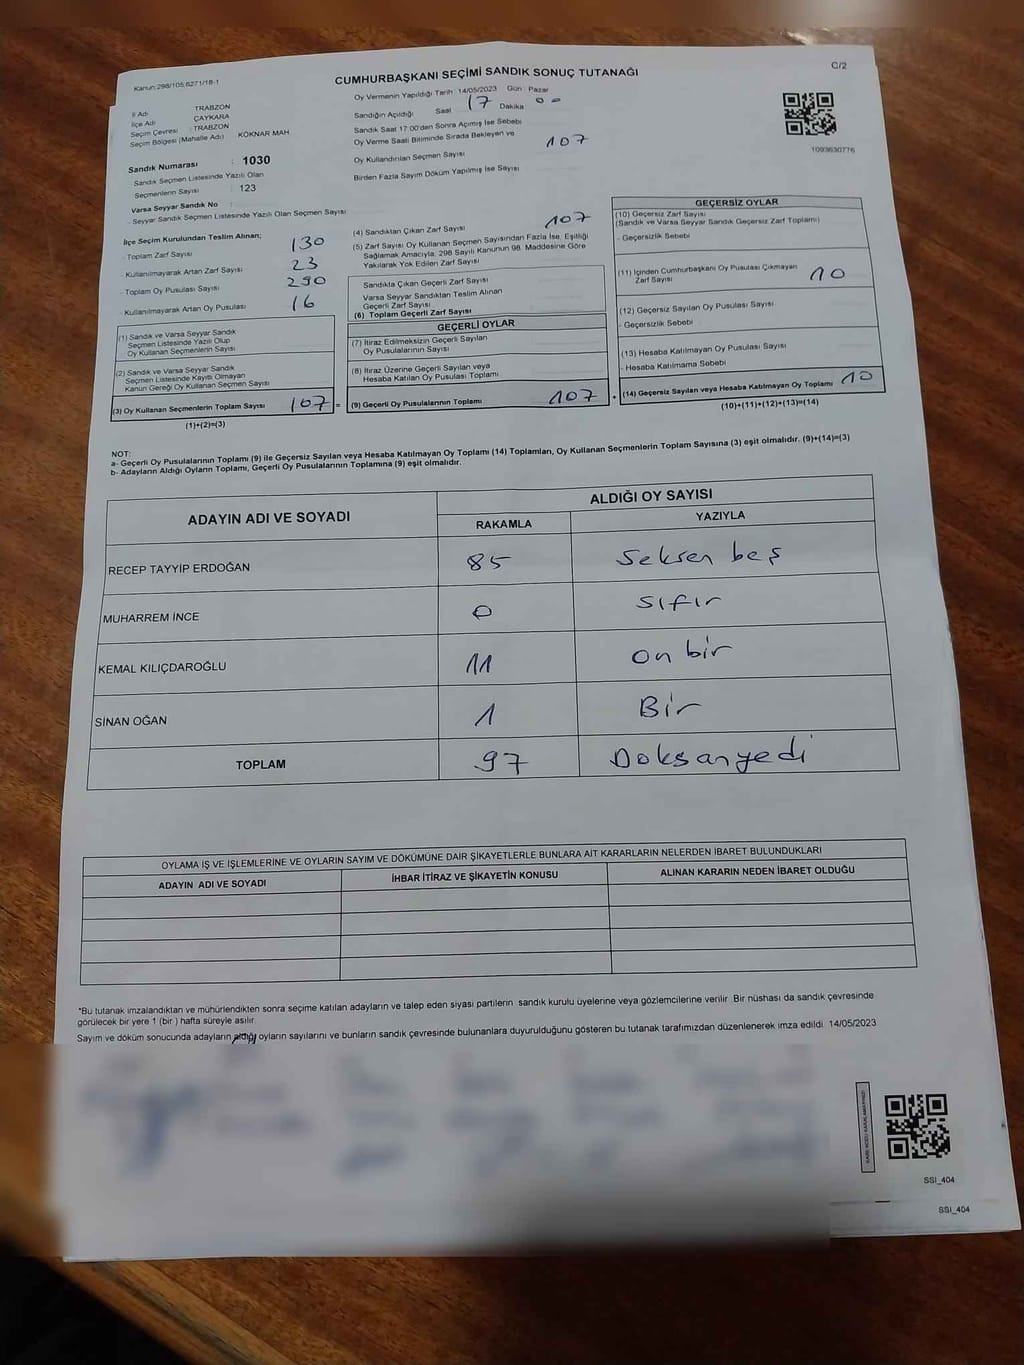 Kanun:298/105;6271/18-1
C/2
CUMHURBAŞKANI SEÇİMİ SANDIK SONUÇ TUTANAĞI
İl Adı : TRABZON
İlçe Adı : ÇAYKARA
Seçim Çevresi : TRABZON
Seçim Bölgesi (Mahalle Adı) : KÖKNAR MAH.
Sandık Numarası : 1030
Sandık Seçmen Listesinde Yazılı Olan
Seçmenlerin Sayısı : 123
Varsa Seyyar Sandık No :
- Seyyar Sandık Seçmen Listesinde Yazılı Olan Seçmen Sayısı
Oy Vermenin Yapıldığı Tarih 14/05/2023 Gün Pazar
Sandığın Açıldığı Saat 17 Dakika 00
Sandık Saat 17:00'den Sonra Açımış İse Sebebi
Oy Verme Saati Bitiminde Sırada Bekleyen ve
Oy Kullandırılan Seçmen Sayısı 107
Birden Fazla Sayım Döküm Yapılmış İse Sayısı
1093630776
İlçe Seçim Kurulundan Teslim Alınan;
- Toplam Zarf Sayısı 130
- Kullanılmayarak Artan Zarf Sayısı 23
- Toplam Oy Pusulası Sayısı 290
- Kullanılmayarak Artan Oy Pusulası 16
(1) Sandık ve Varsa Seyyar Sandık
Seçmen Listesinde Yazılı Olup
Oy Kullanan Seçmenlerin Sayısı
(2) Sandık ve Varsa Seyyar Sandık
Seçmen Listesinde Kayıtlı Olmayan
Kanun Gereği Oy Kullanan Seçmen Sayısı
(3) Oy Kullanan Seçmenlerin Toplam Sayısı 107 =
(1)+(2)=(3)
(4) Sandıktan Çıkan Zarf Sayısı 107
(5) Zarf Sayısı Oy Kullanan Seçmen Sayısından Fazla İse, Eşitliği
Sağlamak Amacıyla; 298 Sayılı Kanunun 98. Maddesine Göre
Yakılarak Yok Edilen Zarf Sayısı
Sandıkta Çıkan Geçerli Zarf Sayısı
Varsa Seyyar Sandıktan Teslim Alınan
Geçerli Zarf Sayısı
(6) Toplam Geçerli Zarf Sayısı
GEÇERLİ OYLAR
(7) İtiraz Edilmeksizin Geçerli Sayılan
Oy Pusulalarının Sayısı
(8) İtiraz Üzerine Geçerli Sayılan veya
Hesaba Katılan Oy Pusulası Toplamı
(9) Geçerli Oy Pusulalarının Toplamı 107 +
GEÇERSİZ OYLAR
(10) Geçersiz Zarf Sayısı
(Sandık ve Varsa Seyyar Sandık Geçersiz Zarf Toplamı)
- Geçersizlik Sebebi
(11) İçinden Cumhurbaşkanı Oy Pusulası Çıkmayan
Zarf Sayısı 10
(12) Geçersiz Sayılan Oy Pusulası Sayısı
- Geçersizlik Sebebi
(13) Hesaba Katılmayan Oy Pusulası Sayısı
- Hesaba Katılmama Sebebi
(14) Geçersiz Sayılan veya Hesaba Katılmayan Oy Toplamı 10
(10)+(11)+(12)+(13)=(14)
NOT:
a- Geçerli Oy Pusulalarının Toplamı (9) ile Geçersiz Sayılan veya Hesaba Katılmayan Oy Toplamı (14) Toplamları, Oy Kullanan Seçmenlerin Toplam Sayısına (3) eşit olmalıdır. (9)+(14)=(3)
b- Adayların Aldığı Oyların Toplamı, Geçerli Oy Pusulalarının Toplamına (9) eşit olmalıdır.
ADAYIN ADI VE SOYADI
ALDIĞI OY SAYISI
RAKAMLA YAZIYLA
RECEP TAYYİP ERDOĞAN 85 Seksen beş
MUHARREM İNCE 0 Sıfır
KEMAL KILIÇDAROĞLU 11 On bir
SİNAN OĞAN 1 Bir
TOPLAM 97 Doksanyedi
OYLAMA İŞ VE İŞLEMLERİNE VE OYLARIN SAYIM VE DÖKÜMÜNE DAİR ŞİKAYETLERLE BUNLARA AİT KARARLARIN NELERDEN İBARET BULUNDUKLARI
ADAYIN ADI VE SOYADI İHBAR İTİRAZ VE ŞİKAYETİN KONUSU ALINAN KARARIN NEDEN İBARET OLDUĞU
*Bu tutanak imzalandıktan ve mühürlendikten sonra seçime katılan adayların ve talep eden siyasi partilerin sandık kurulu üyelerine veya gözlemcilerine verilir. Bir nüshası da sandık çevresinde
görülecek bir yere 1 (bir ) hafta süreyle asılır.
Sayım ve döküm sonucunda adayların aldığı oyların sayılarını ve bunların sandık çevresinde bulunanlara duyurulduğunu gösteren bu tutanak tarafımızdan düzenlenerek imza edildi. 14/05/2023
SSI_404
SSI_404